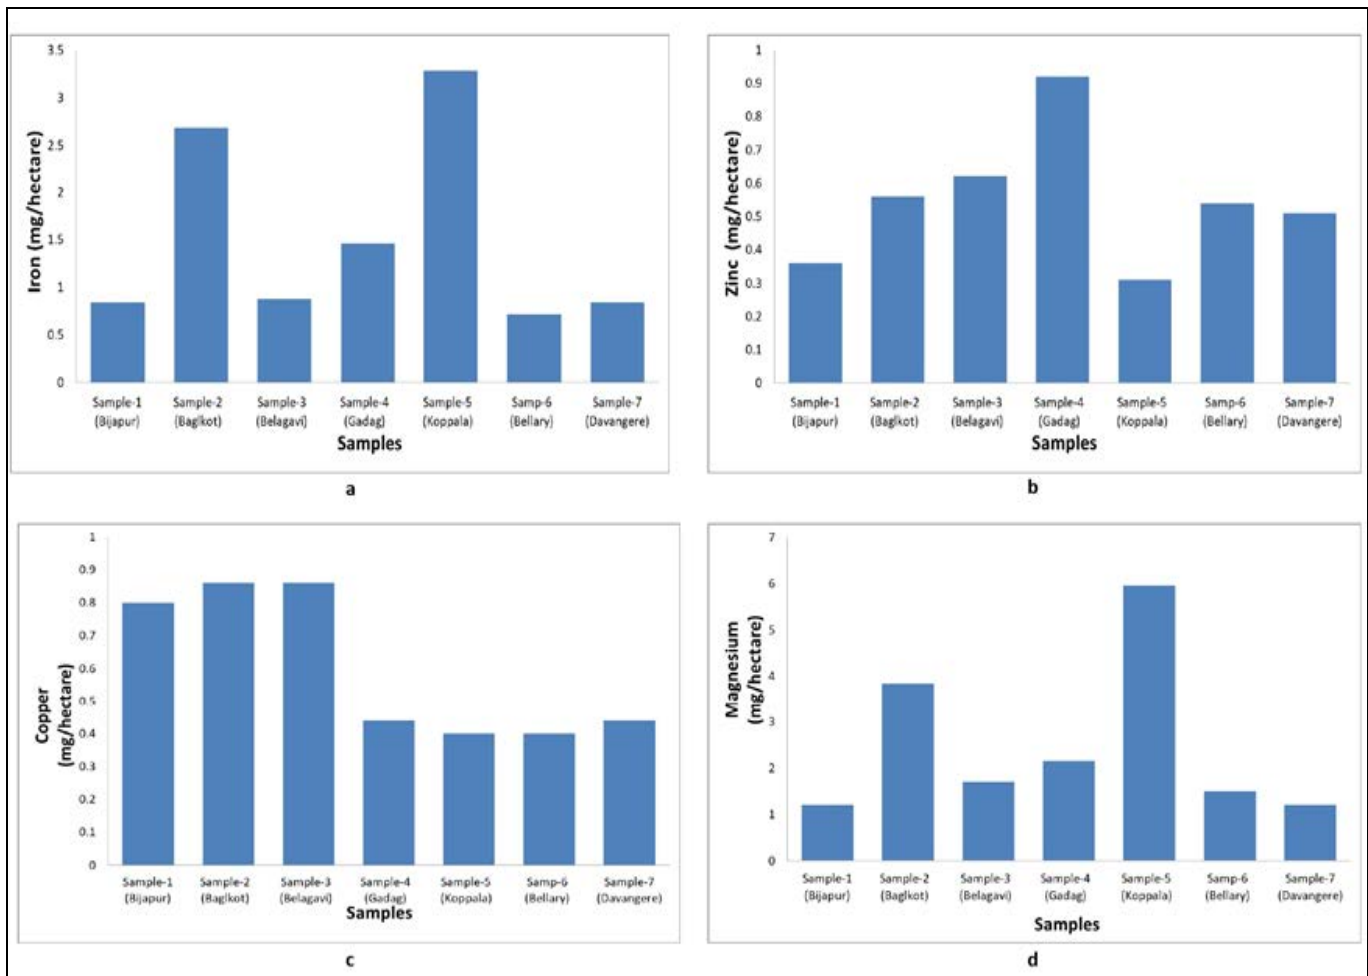 3.5
3
2.5
2
1.5
1
0.5
0
Iron (mg/hectare)
Sample-1 Sample-2 Sample-3 Sample-4 Sample-5 Samp-6 Sample-7
(Bijapur) (Baglkot) (Belagavi) (Gadag) (Koppala) (Bellary) (Davangere)
Samples
a
1
0.9
0.8
0.7
0.6
0.5
0.4
0.3
0.2
0.1
0
Zinc (mg/hectare)
Sample-1 Sample-2 Sample-3 Sample-4 Sample-5 Samp-6 Sample-7
(Bijapur) (Baglkot) (Belagavi) (Gadag) (Koppala) (Bellary) (Davangere)
Samples
b
1
0.9
0.8
0.7
0.6
0.5
0.4
0.3
0.2
0.1
0
Copper
(mg/hectare)
Sample-1 Sample-2 Sample-3 Sample-4 Sample-5 Samp-6 Sample-7
(Bijapur) (Baglkot) (Belagavi) (Gadag) (Koppala) (Bellary) (Davangere)
Samples
c
7
6
5
4
3
2
1
0
Magnesium
(mg/hectare)
Sample-1 Sample-2 Sample-3 Sample-4 Sample-5 Samp-6 Sample-7
(Bijapur) (Baglkot) (Belagavi) (Gadag) (Koppala) (Bellary) (Davangere)
Samples
d